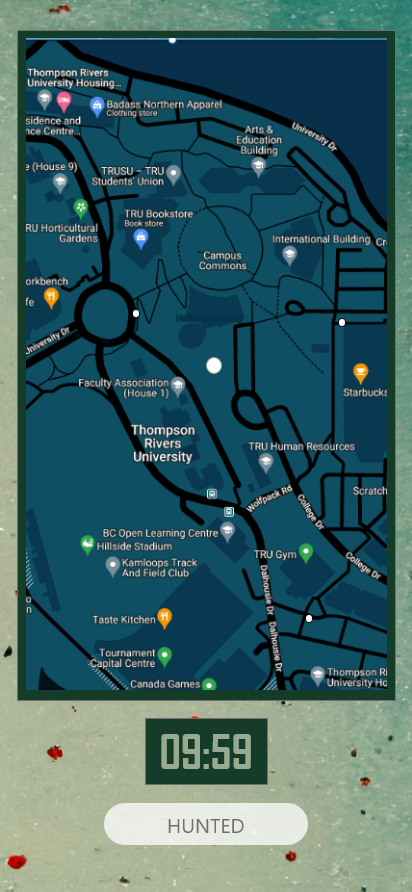 Thompson Rivers
University Housing...
Badass Northern Apparel
Clothing store
sidence and
nce Centre...
Arts &
Education
Building
University Dr
e (House 9)
TRUSU – TRU
Students' Union
RU Horticultural
Gardens
TRU Bookstore
Book store
International Building
Cr
Campus
Commons
orkbench
fe
University Dr
Starbucks
Faculty Association
(House 1)
Thompson
Rivers
University
TRU Human Resources
Wolfpack Rd
College Dr
Scratch
BC Open Learning Centre
Hillside Stadium
Kamloops Track
And Field Club
TRU Gym
College Dr
Dalhousie Dr
Dalhousie Dr
o
n
Taste Kitchen
Tournament
Capital Centre
Canada Games
Thompson Ri
University Ho
09:59
HUNTED